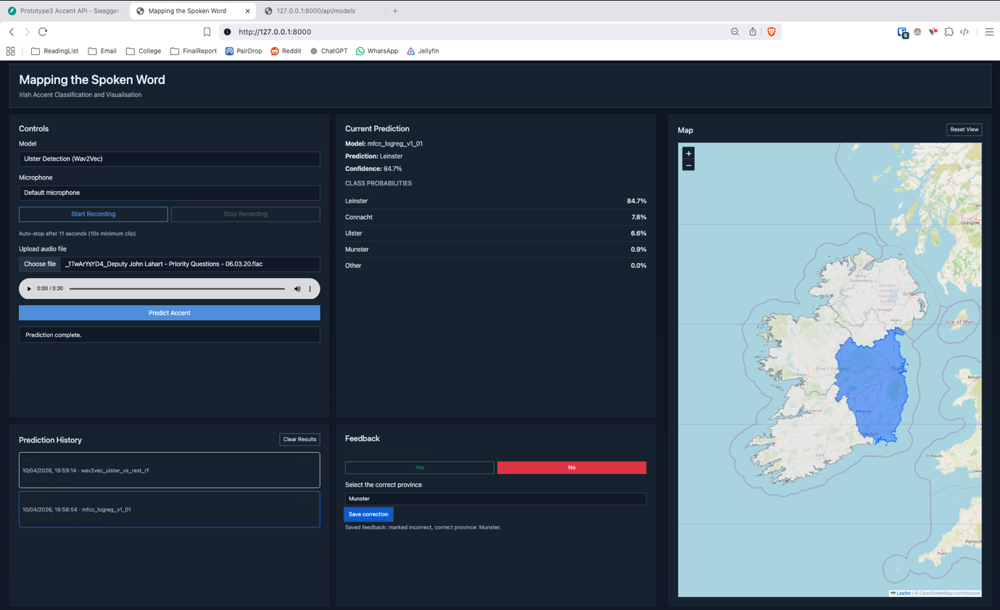 Prototype3 Accent API - Swagger
Mapping the Spoken Word
127.0.0.1:8000/api/models
http://127.0.0.1:8000
5
ReadingList
Email
College
FinalReport
PairDrop
Reddit
ChatGPT
WhatsApp
Jellyfin
Mapping the Spoken Word
Irish Accent Classification and Visualisation
Controls
Model
Ulster Detection (Wav2Vec)
Microphone
Default microphone
Start Recording
Stop Recording
Auto-stop after 11 seconds (10s minimum clip)
Upload audio file
Choose file
_1TwArYsYD4_Deputy John Lahart - Priority Questions - 06.03.20.flac
0:00 / 0:30
Predict Accent
Prediction complete.
Current Prediction
Model: mfcc_logreg_v1_01
Prediction: Leinster
Confidence: 84.7%
CLASS PROBABILITIES
Leinster 84.7%
Connacht 7.8%
Ulster 6.6%
Munster 0.9%
Other 0.0%
Map
Reset View
+
−
Glasgow
Derry/
Londonderry
Northern
Ireland
Belfast
Armagh
Newry
Isle of Man
Éire / Ireland
Galway
Limerick
Kilkenny
Cork
Bangor
St Davids
Plymouth
Truro
Leaflet | © OpenStreetMap contributors
Prediction History
Clear Results
10/04/2026, 19:59:14 · wav2vec_ulster_vs_rest_rf
10/04/2026, 19:58:54 · mfcc_logreg_v1_01
Feedback
Yes
No
Select the correct province
Munster
Save correction
Saved feedback: marked incorrect, correct province: Munster.